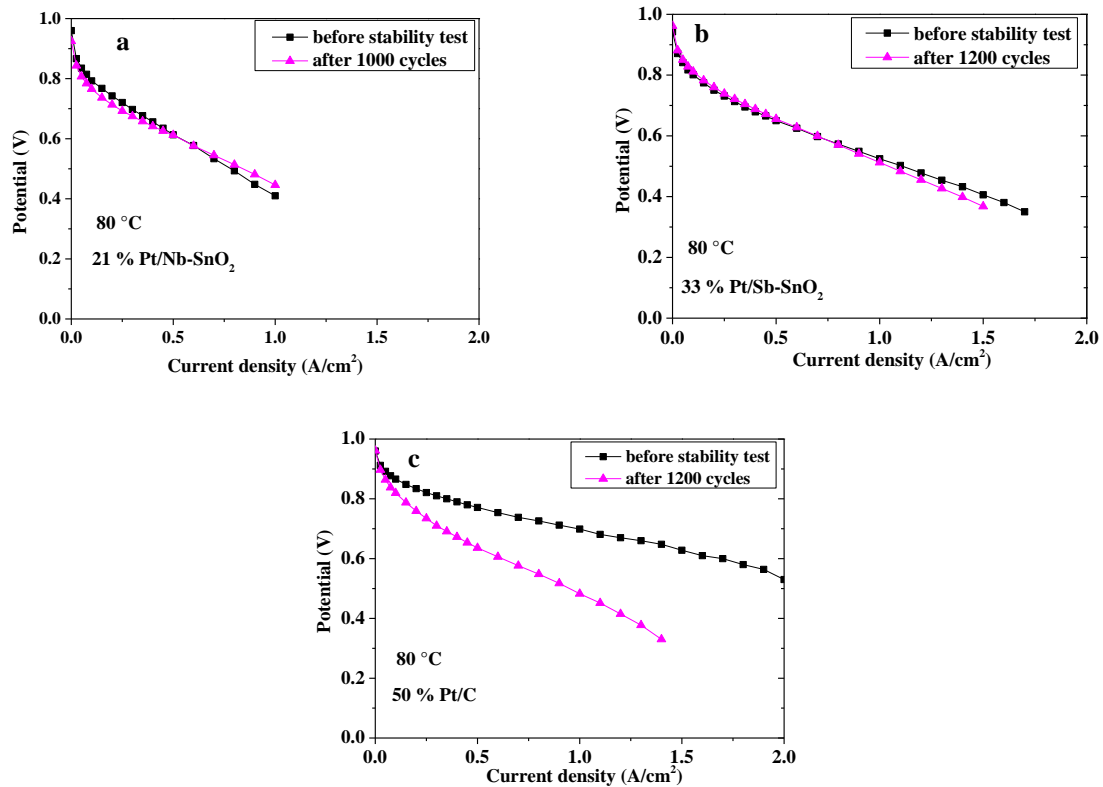 a
before stability test
after 1000 cycles
1.0
0.8
0.6
0.4
0.2
0.0
Potential (V)
80 °C
21 % Pt/Nb-SnO₂
0.0 0.5 1.0 1.5 2.0
Current density (A/cm²)
b
before stability test
after 1200 cycles
1.0
0.8
0.6
0.4
0.2
0.0
Potential (V)
80 °C
33 % Pt/Sb-SnO₂
0.0 0.5 1.0 1.5 2.0
Current density (A/cm²)
c
before stability test
after 1200 cycles
1.0
0.8
0.6
0.4
0.2
0.0
Potential (V)
80 °C
50 % Pt/C
0.0 0.5 1.0 1.5 2.0
Current density (A/cm²)